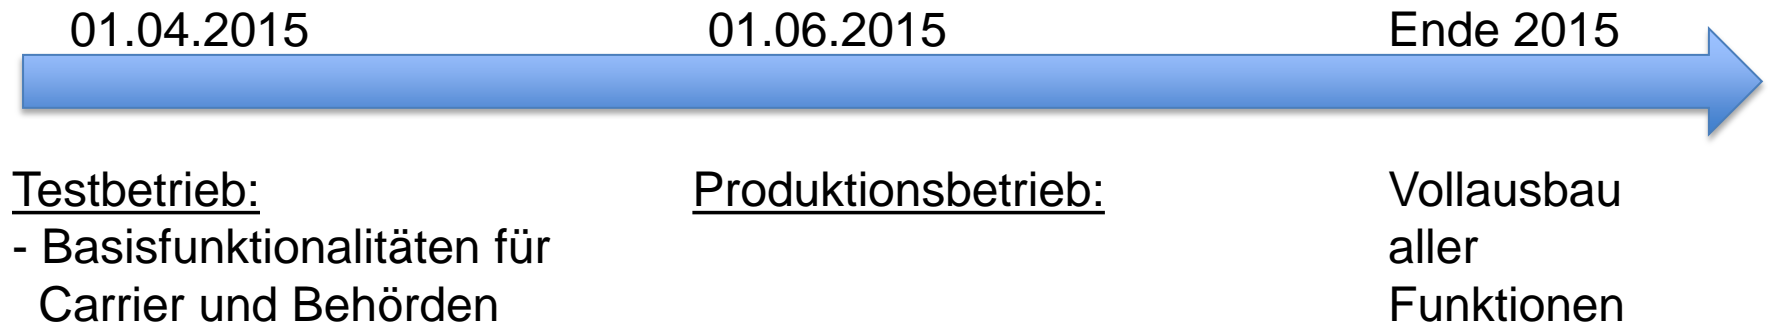 01.04.2015 01.06.2015 Ende 2015
Testbetrieb: Produktionsbetrieb: Vollausbau
- Basisfunktionalitäten für aller
Carrier und Behörden Funktionen